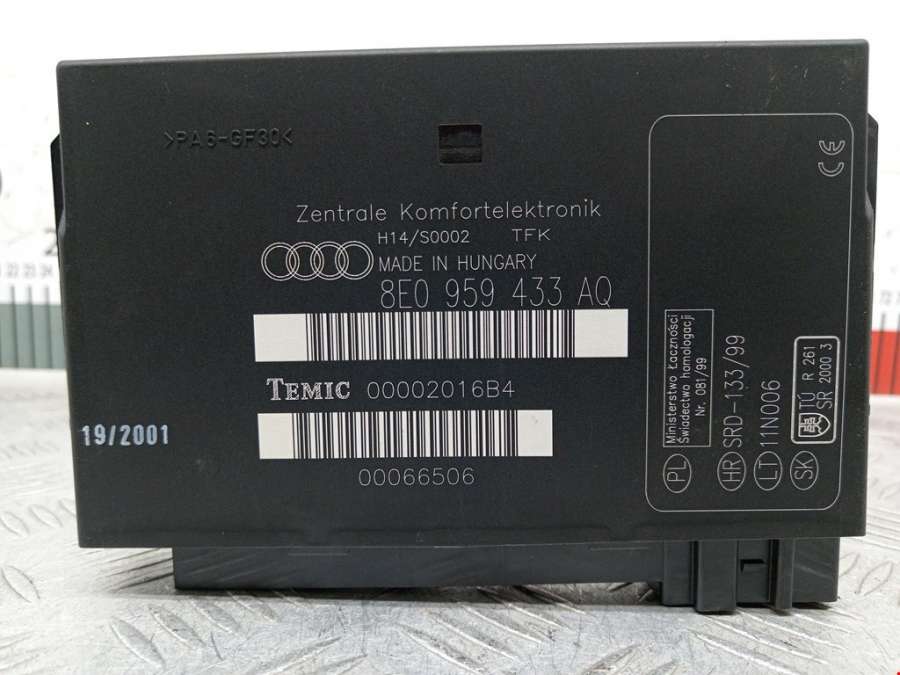 >PA6-GF30<
Zentrale Komfortelektronik
H14/S0002 TFK
MADE IN HUNGARY
8E0 959 433 AQ
TEMIC 00002016B4
00066506
19/2001
CE
PL Ministerstwo Łączności
Świadectwo homologacji
Nr. 081/99
HR SRD-133/99
LT 11N006
SK TÚ R 261
SR 2000 3